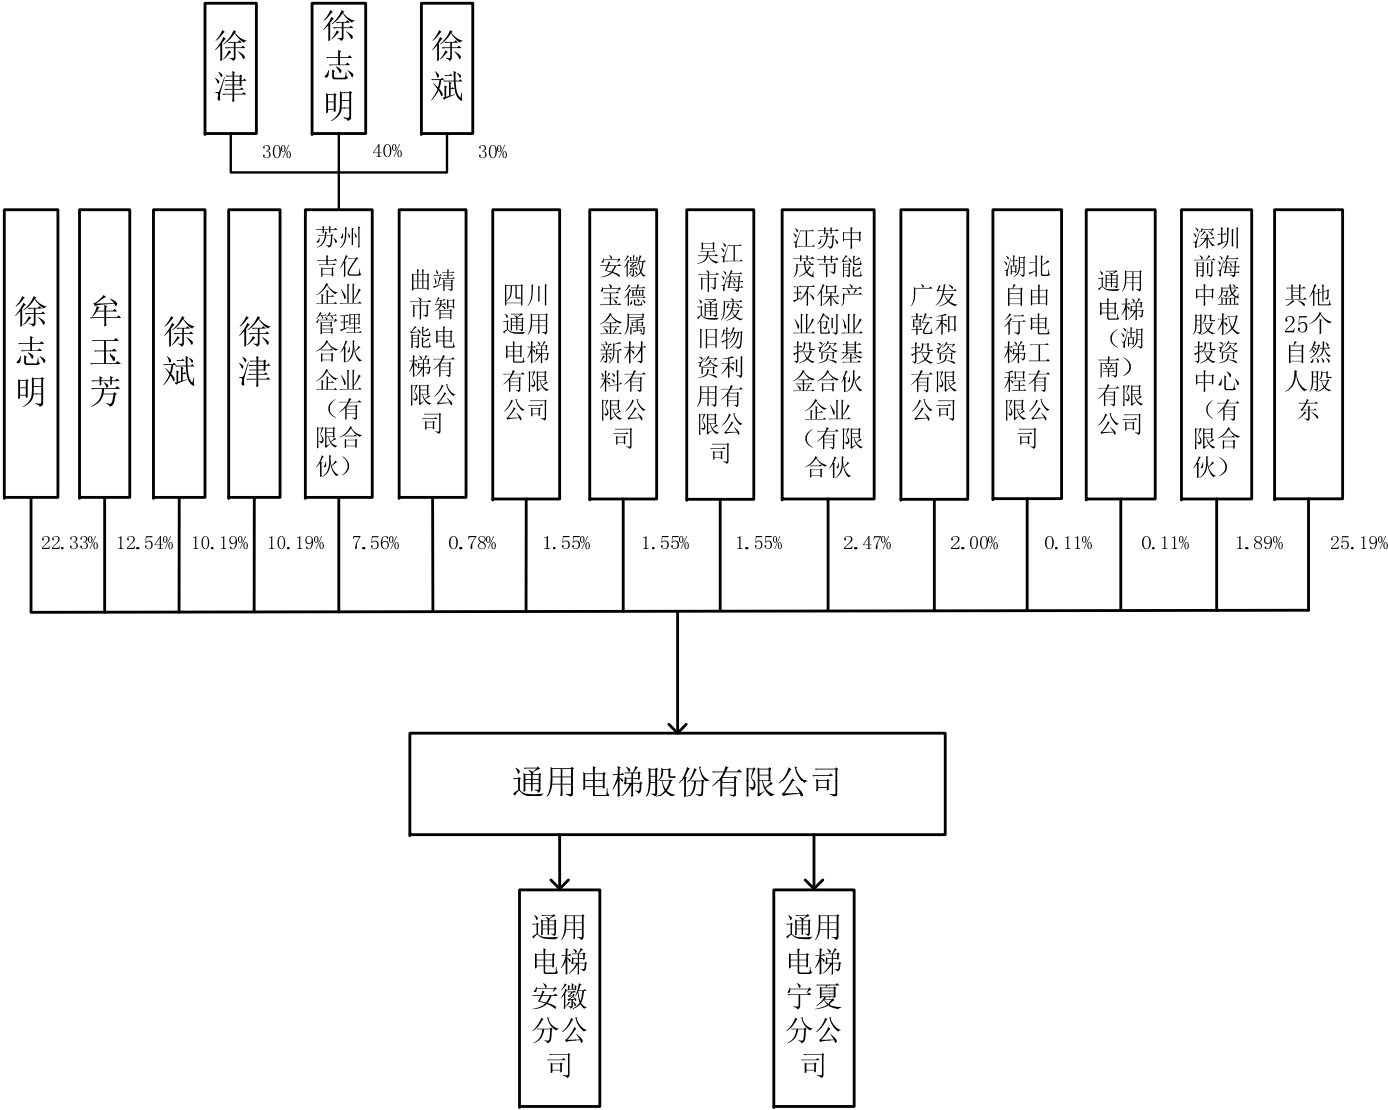 徐
津
徐
志
明
徐
斌
30%
40%
30%
徐
志
明
牟
玉
芳
徐
斌
徐
津
苏州
吉亿
企业
管理
合伙
企业
（有
限合
伙）
曲靖
市智
能电
梯有
限公
司
四川
通用
电梯
有限
公司
安徽
宝德
金属
新材
料有
限公
司
吴江
市海
通废
旧物
资利
用有
限公
司
江苏中
茂节能
环保产
业创业
投资基
金合伙
企业
（有限
合伙
广发
乾和
投资
有限
公司
湖北
自由
行电
梯工
程有
限公
司
通用
电梯
（湖
南）
有限
公司
深圳
前海
中盛
股权
投资
中心
（有
限合
伙）
其他
25个
自然
人股
东
22.33%
12.54%
10.19%
10.19%
7.56%
0.78%
1.55%
1.55%
1.55%
2.47%
2.00%
0.11%
0.11%
1.89%
25.19%
通用电梯股份有限公司
通用
电梯
安徽
分公
司
通用
电梯
宁夏
分公
司